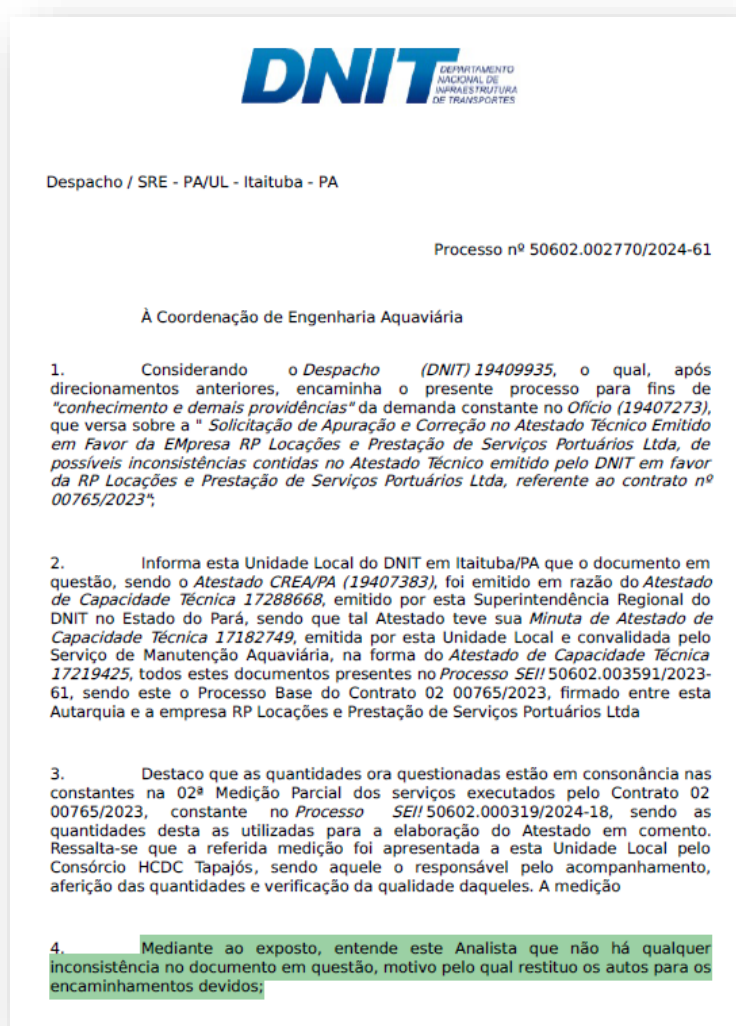 DNIT
DEPARTAMENTO
NACIONAL DE
INFRAESTRUTURA
DE TRANSPORTES
Despacho / SRE - PA/UL - Itaituba - PA
Processo nº 50602.002770/2024-61
À Coordenação de Engenharia Aquaviária
1. Considerando o Despacho (DNIT) 19409935, o qual, após
direcionamentos anteriores, encaminha o presente processo para fins de
"conhecimento e demais providências" da demanda constante no Ofício (19407273),
que versa sobre a " Solicitação de Apuração e Correção no Atestado Técnico Emitido
em Favor da EMpresa RP Locações e Prestação de Serviços Portuários Ltda, de
possíveis inconsistências contidas no Atestado Técnico emitido pelo DNIT em favor
da RP Locações e Prestação de Serviços Portuários Ltda, referente ao contrato nº
00765/2023";
2. Informa esta Unidade Local do DNIT em Itaituba/PA que o documento em
questão, sendo o Atestado CREA/PA (19407383), foi emitido em razão do Atestado
de Capacidade Técnica 17288668, emitido por esta Superintendência Regional do
DNIT no Estado do Pará, sendo que tal Atestado teve sua Minuta de Atestado de
Capacidade Técnica 17182749, emitida por esta Unidade Local e convalidada pelo
Serviço de Manutenção Aquaviária, na forma do Atestado de Capacidade Técnica
17219425, todos estes documentos presentes no Processo SEI! 50602.003591/2023-
61, sendo este o Processo Base do Contrato 02 00765/2023, firmado entre esta
Autarquia e a empresa RP Locações e Prestação de Serviços Portuários Ltda
3. Destaco que as quantidades ora questionadas estão em consonância nas
constantes na 02ª Medição Parcial dos serviços executados pelo Contrato 02
00765/2023, constante no Processo SEI! 50602.000319/2024-18, sendo as
quantidades desta as utilizadas para a elaboração do Atestado em comento.
Ressalta-se que a referida medição foi apresentada a esta Unidade Local pelo
Consórcio HCDC Tapajós, sendo aquele o responsável pelo acompanhamento,
aferição das quantidades e verificação da qualidade daqueles. A medição
4. Mediante ao exposto, entende este Analista que não há qualquer
inconsistência no documento em questão, motivo pelo qual restituo os autos para os
encaminhamentos devidos;